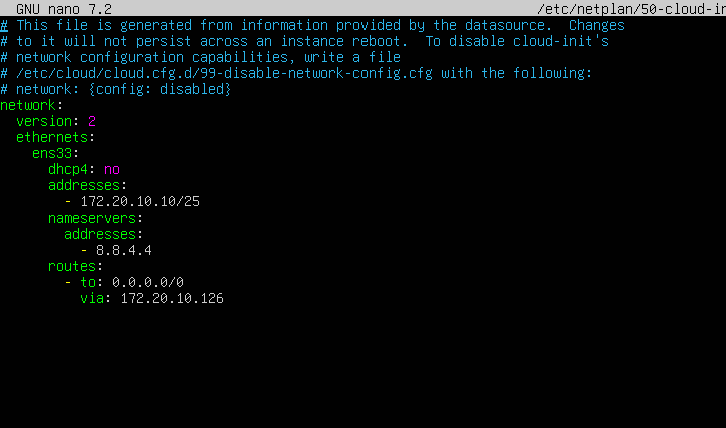 GNU nano 7.2 /etc/netplan/50-cloud-in
# This file is generated from information provided by the datasource.  Changes
# to it will not persist across an instance reboot.  To disable cloud-init's
# network configuration capabilities, write a file
# /etc/cloud/cloud.cfg.d/99-disable-network-config.cfg with the following:
# network: {config: disabled}
network:
  version: 2
  ethernets:
    ens33:
      dhcp4: no
      addresses:
        - 172.20.10.10/25
      nameservers:
        addresses:
          - 8.8.4.4
      routes:
        - to: 0.0.0.0/0
          via: 172.20.10.126